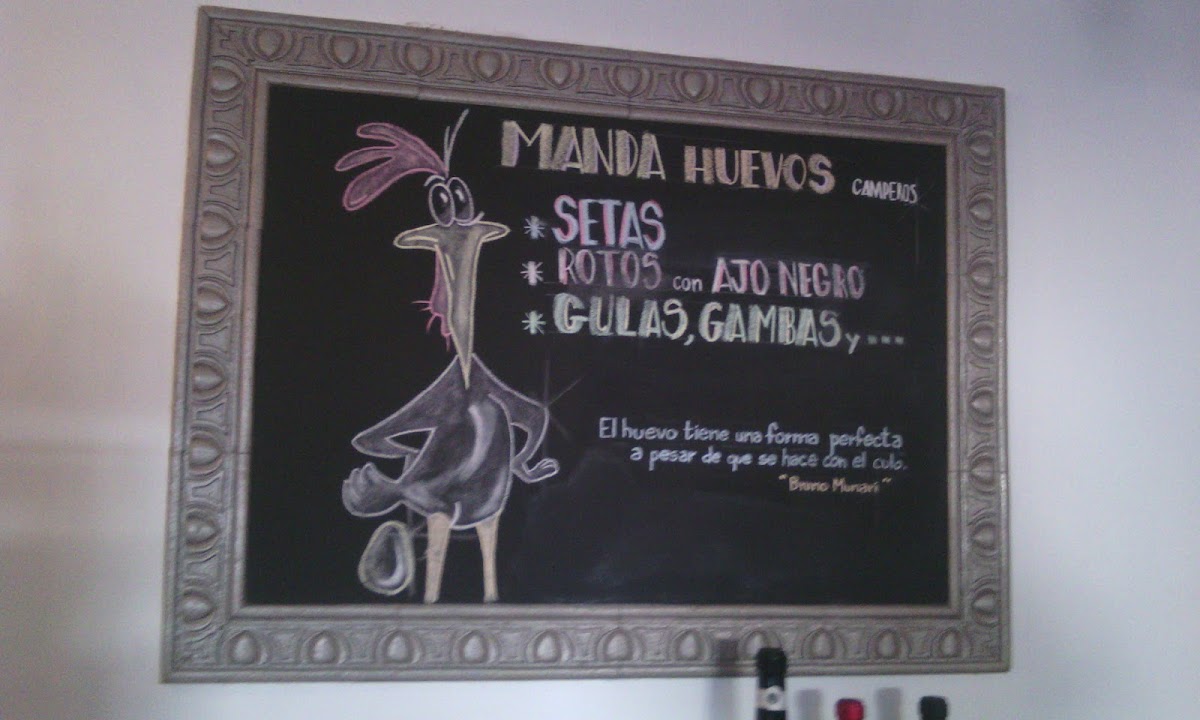 MANDA HUEVOS CAMPEROS
* SETAS
* ROTOS con AJO NEGRO
* GULAS, GAMBAS y ...
El huevo tiene una forma perfecta
a pesar de que se hace con el culo.
"Bruno Munari"